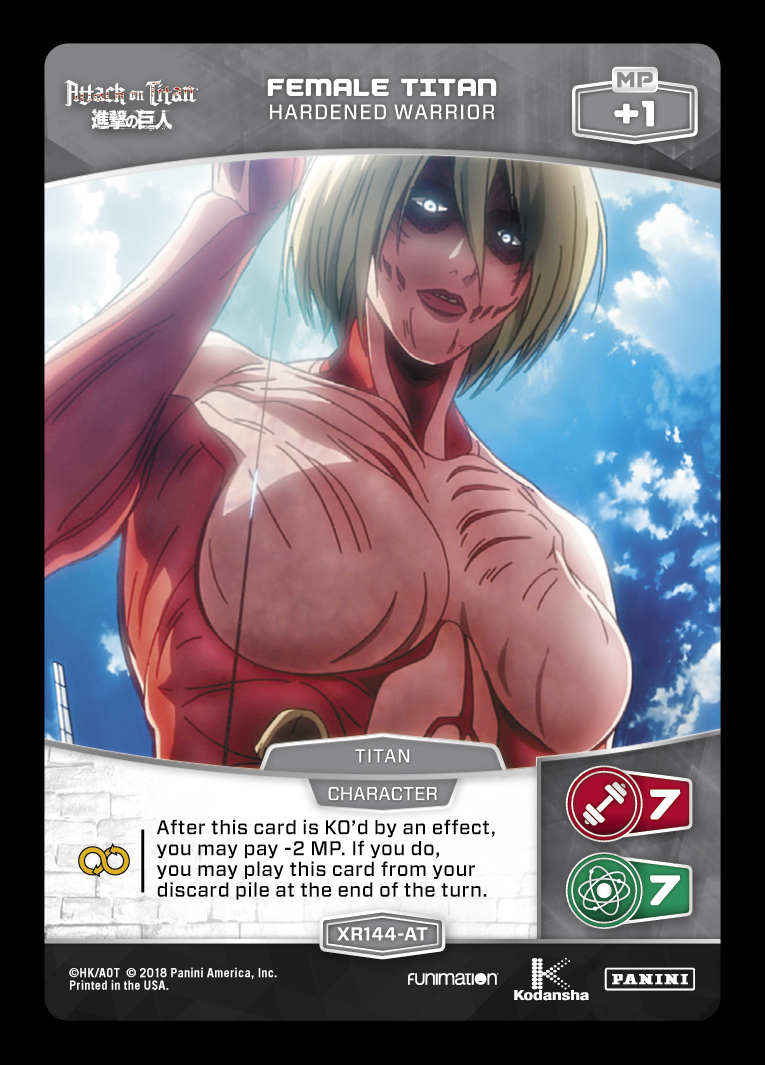 Attack on Titan
進撃の巨人
FEMALE TITAN
HARDENED WARRIOR
MP
+1
TITAN
CHARACTER
After this card is KO'd by an effect,
you may pay -2 MP. If you do,
you may play this card from your
discard pile at the end of the turn.
7
7
XR144-AT
©HK/AOT © 2018 Panini America, Inc.
Printed in the USA.
FUNIMATION
K
Kodansha
PANINI